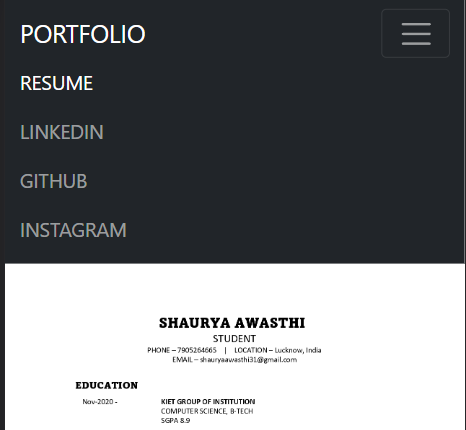 PORTFOLIO
RESUME
LINKEDIN
GITHUB
INSTAGRAM
SHAURYA AWASTHI
STUDENT
PHONE – 7905264665 | LOCATION – Lucknow, India
EMAIL – shauryaawasthi31@gmail.com
EDUCATION
Nov-2020 - KIET GROUP OF INSTITUTION
COMPUTER SCIENCE, B-TECH
SGPA 8.9